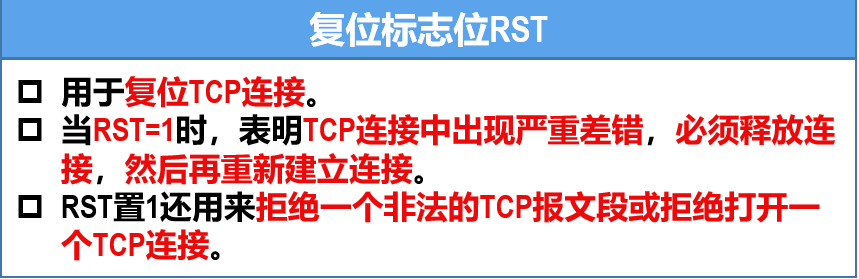 复位标志位RST
用于复位TCP连接。
当RST=1时，表明TCP连接中出现严重差错，必须释放连
接，然后再重新建立连接。
RST置1还用来拒绝一个非法的TCP报文段或拒绝打开一
个TCP连接。